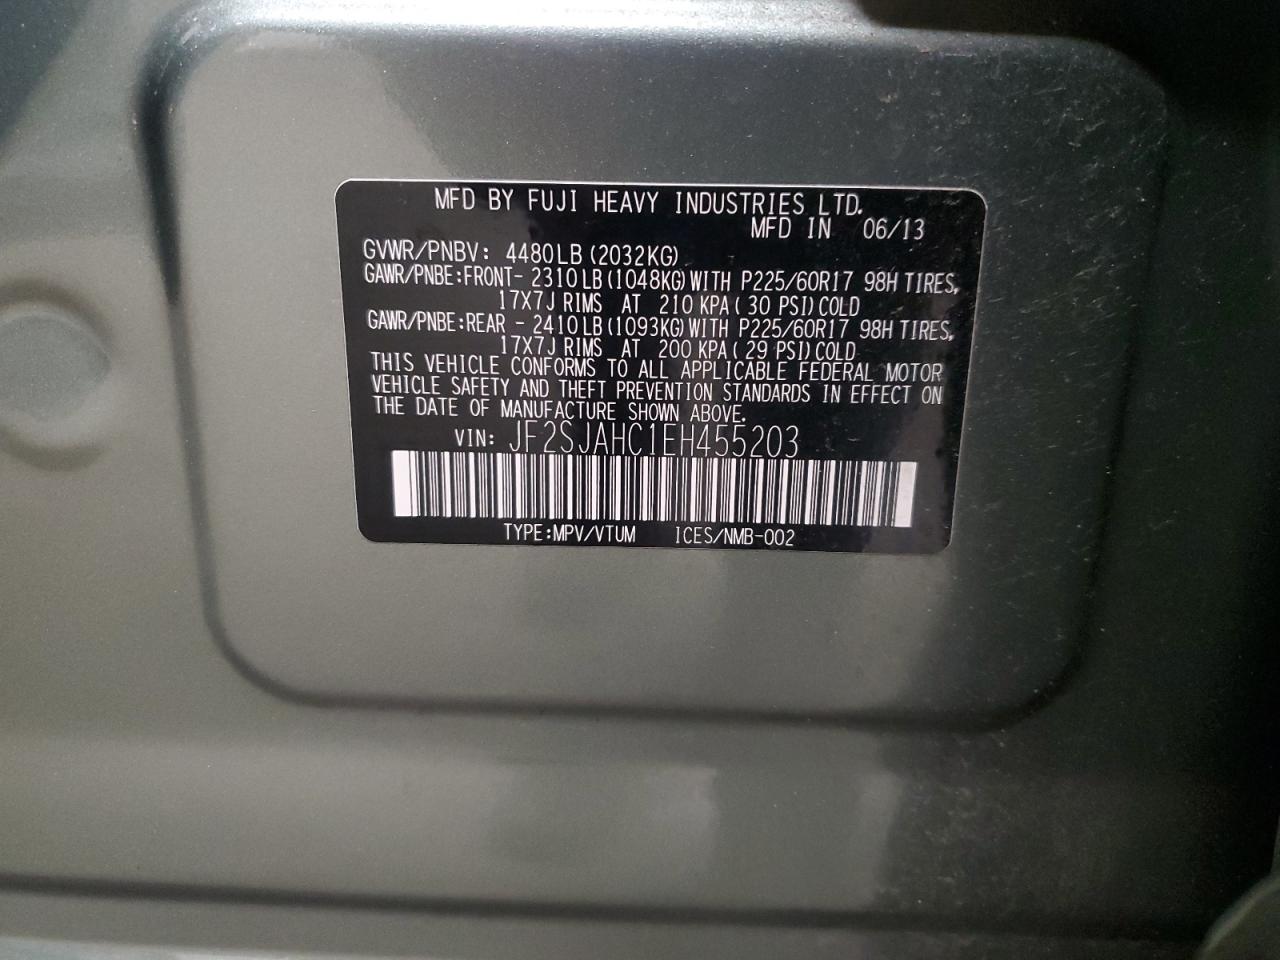 MFD BY FUJI HEAVY INDUSTRIES LTD.
MFD IN 06/13
GVWR/PNBV: 4480LB(2032KG)
GAWR/PNBE:FRONT- 2310LB(1048KG)WITH P225/60R17 98H TIRES,
17X7J RIMS AT 210 KPA( 30 PSI)COLD
GAWR/PNBE:REAR - 2410LB(1093KG)WITH P225/60R17 98H TIRES,
17X7J RIMS AT 200 KPA( 29 PSI)COLD
THIS VEHICLE CONFORMS TO ALL APPLICABLE FEDERAL MOTOR
VEHICLE SAFETY AND THEFT PREVENTION STANDARDS IN EFFECT ON
THE DATE OF MANUFACTURE SHOWN ABOVE.
VIN: JF2SJAHC1EH455203
TYPE:MPV/VTUM ICES/NMB-002